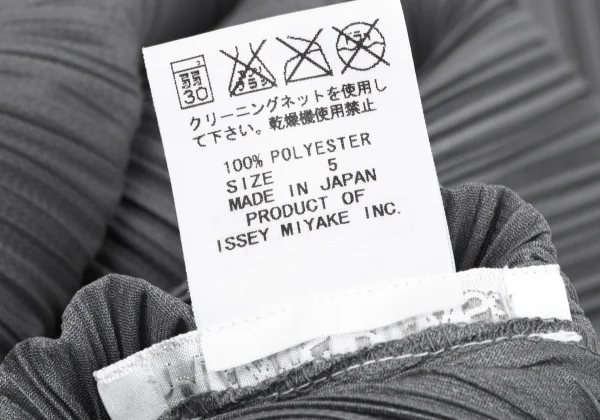 30
クリーニングネットを使用し
て下さい。乾燥機使用禁止
100% POLYESTER
SIZE 5
MADE IN JAPAN
PRODUCT OF
ISSEY MIYAKE INC.